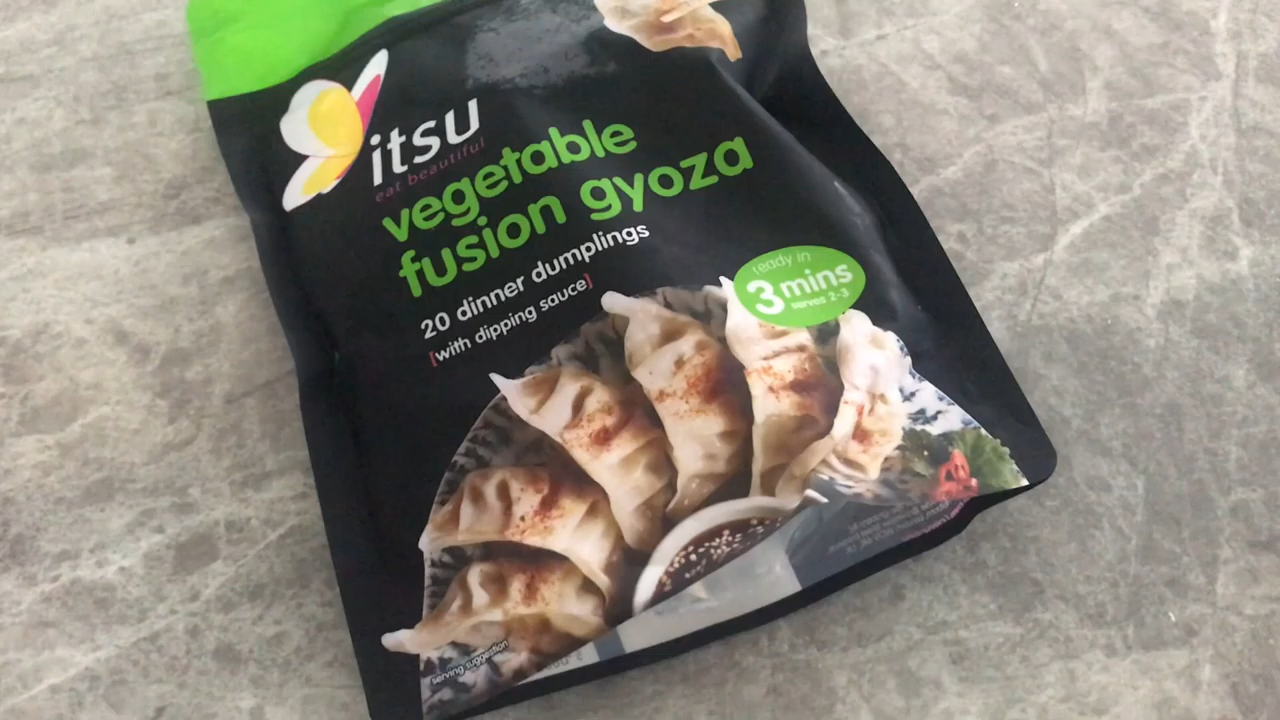 itsu
eat beautiful
vegetable
fusion gyoza
20 dinner dumplings
[with dipping sauce]
ready in
3 mins
serves 2-3
serving suggestion